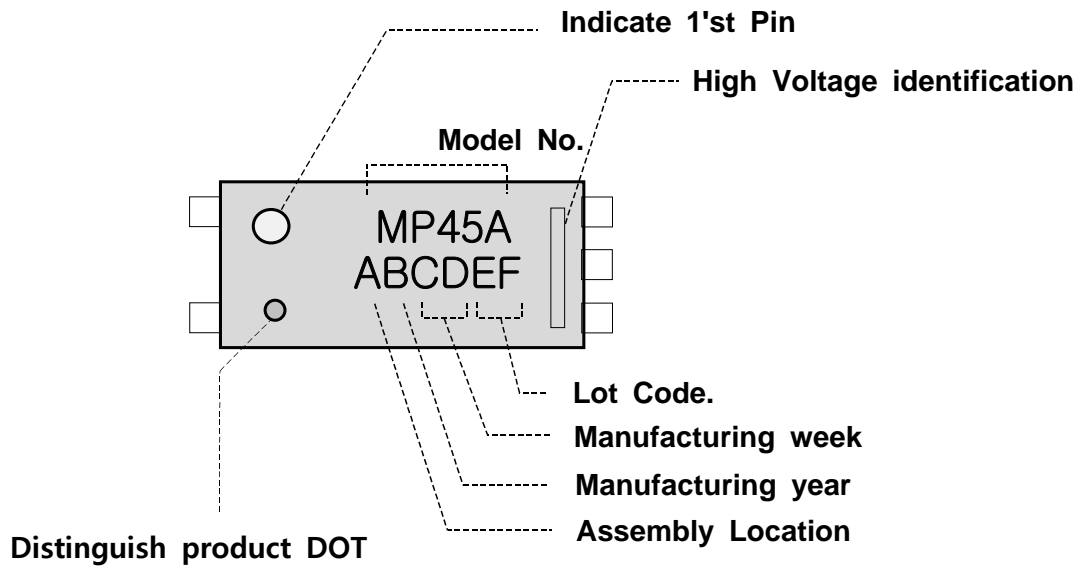 Indicate 1'st Pin
High Voltage identification
Model No.
MP45A
ABCDEF
Lot Code.
Manufacturing week
Manufacturing year
Assembly Location
Distinguish product DOT